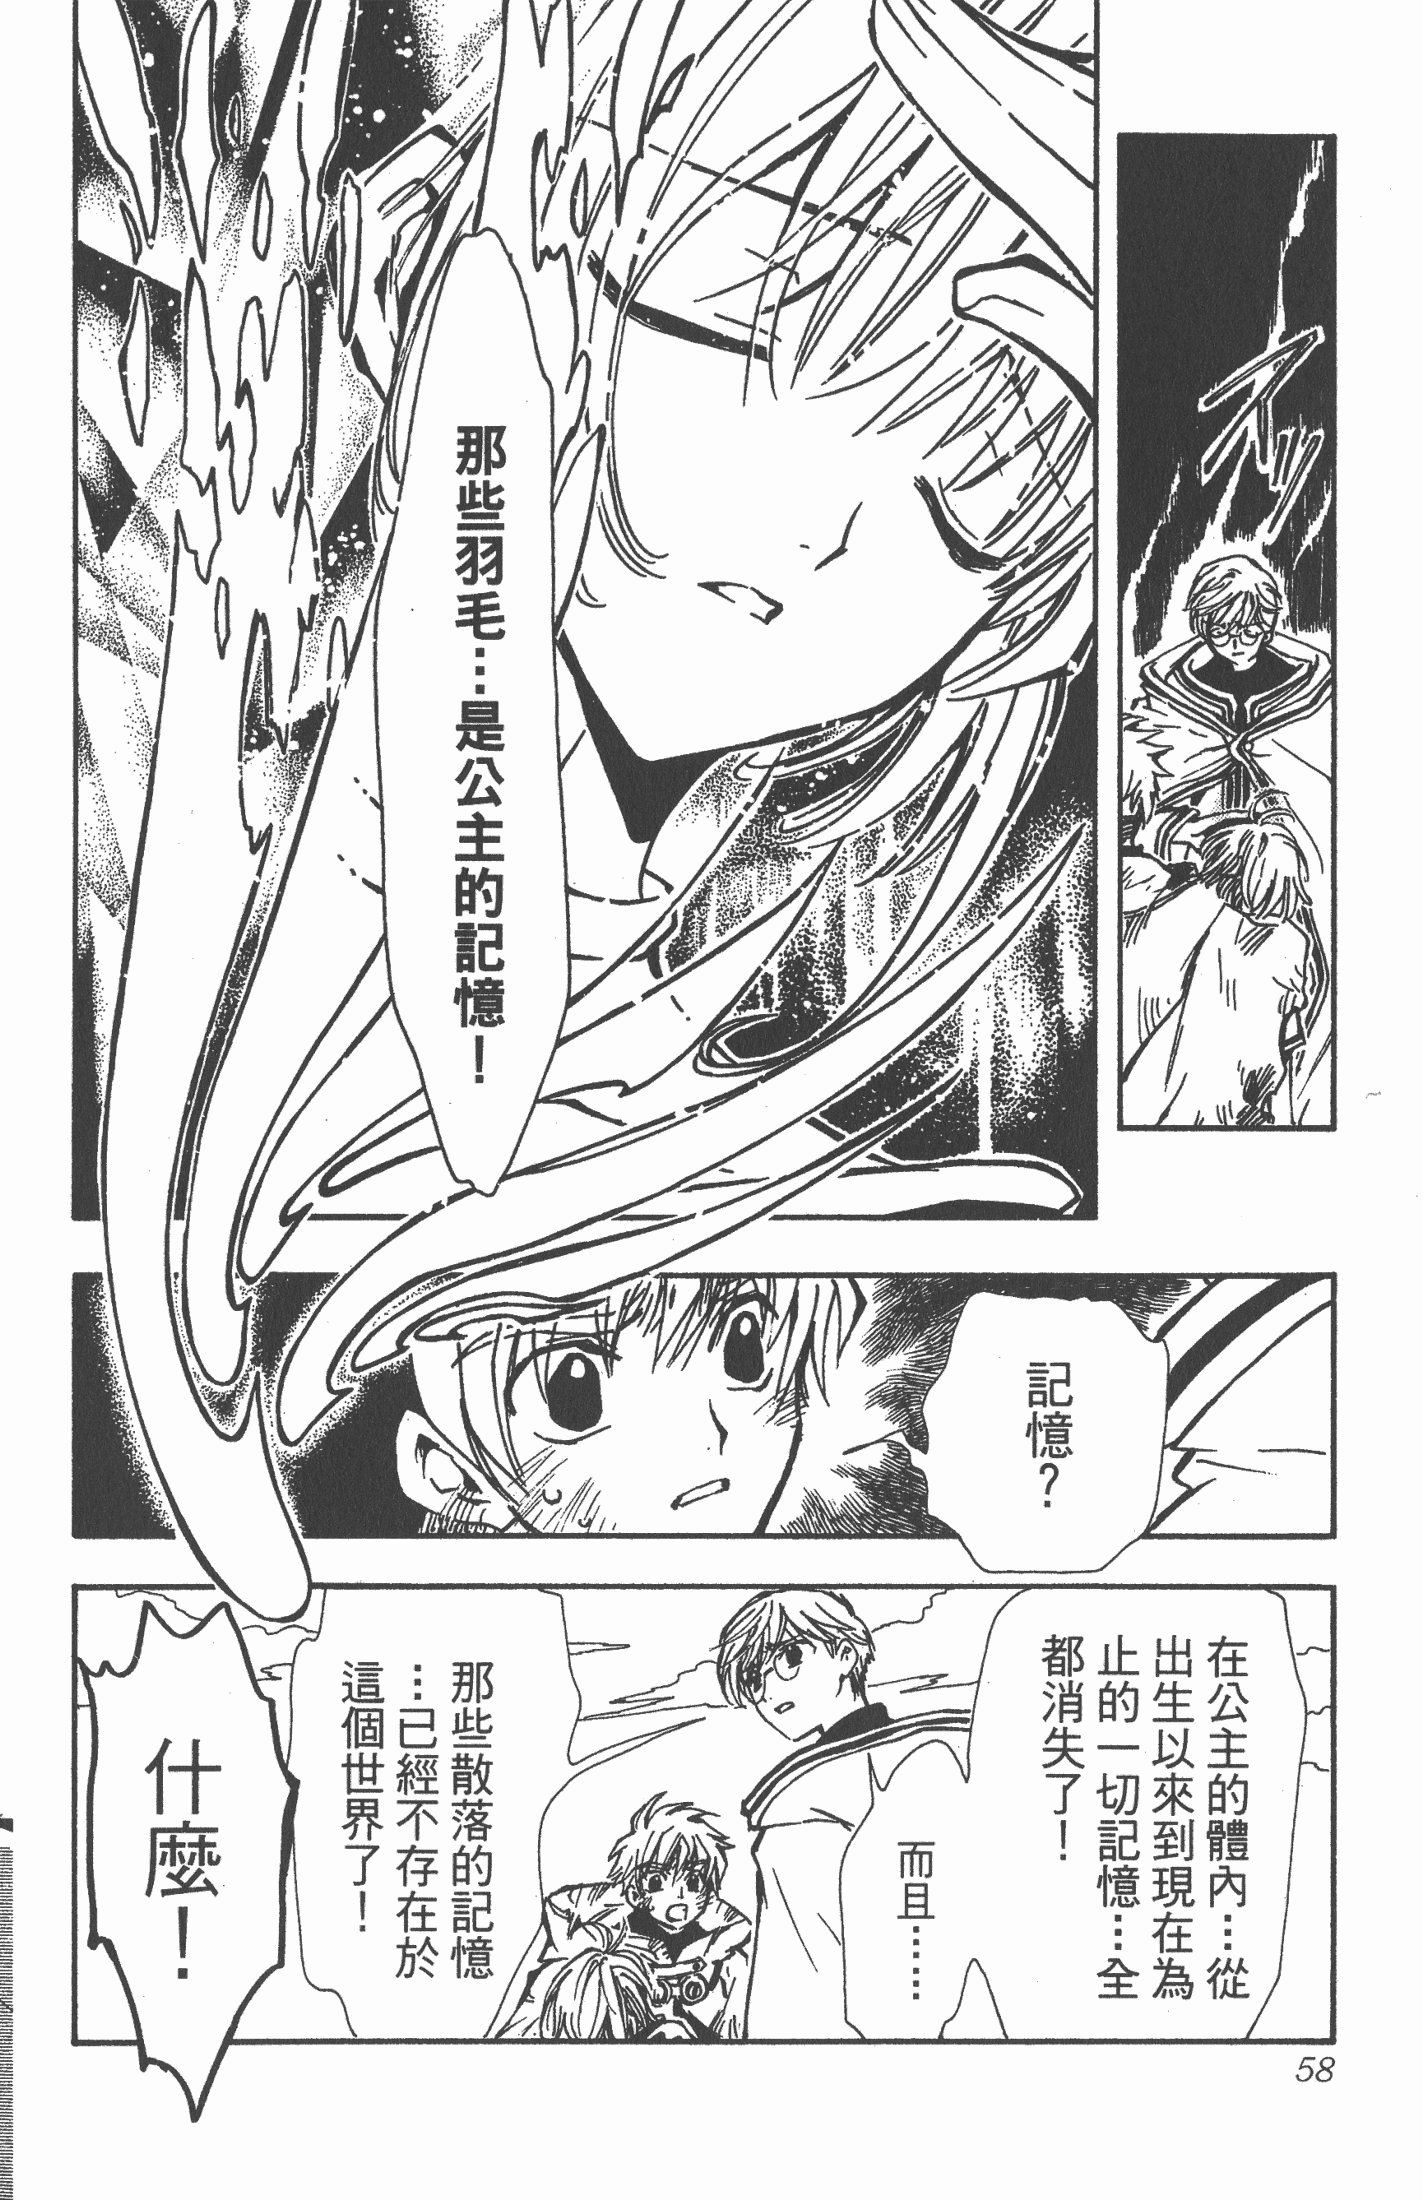 スッ
那些羽毛…是公主的記憶！
記憶？
在公主的體內…從
出生以來到現在為
止的一切記憶…全
都消失了！
而且……
那些散落的記憶
…已經不存在於
這個世界了！
什麼！
58